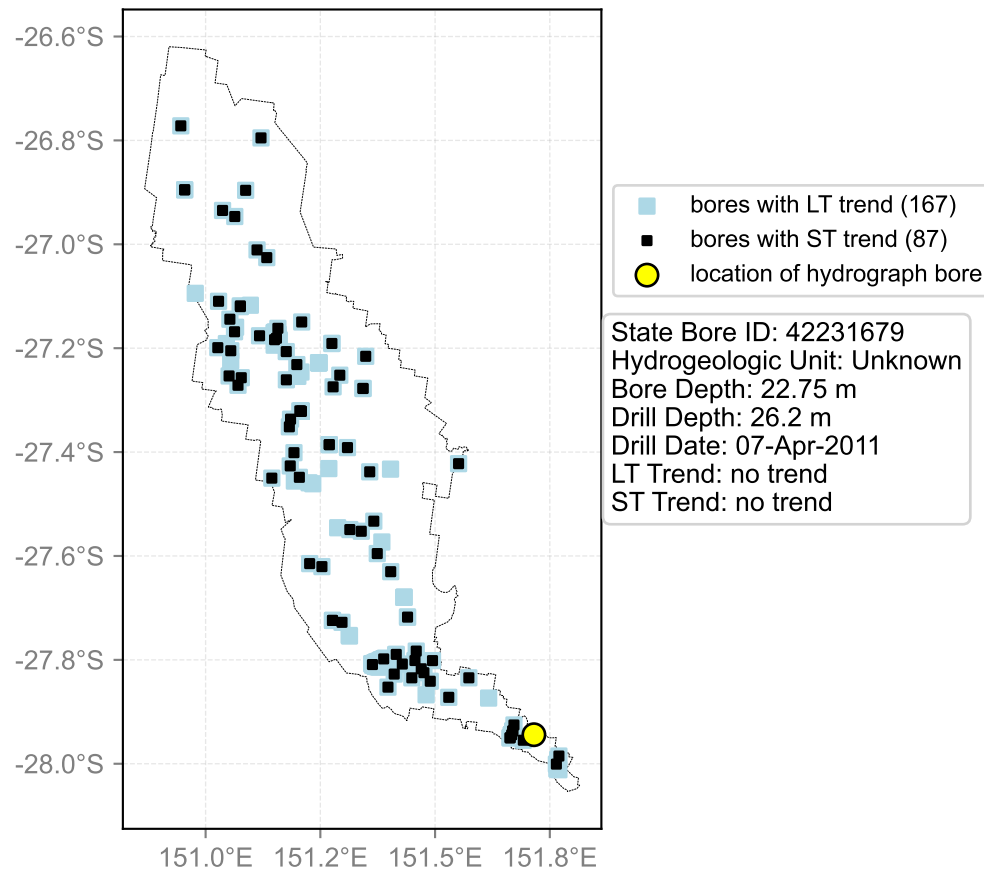 -26.6°S
-26.8°S
-27.0°S
-27.2°S
-27.4°S
-27.6°S
-27.8°S
-28.0°S
151.0°E
151.2°E
151.5°E
151.8°E
bores with LT trend (167)
bores with ST trend (87)
location of hydrograph bore
State Bore ID: 42231679
Hydrogeologic Unit: Unknown
Bore Depth: 22.75 m
Drill Depth: 26.2 m
Drill Date: 07-Apr-2011
LT Trend: no trend
ST Trend: no trend